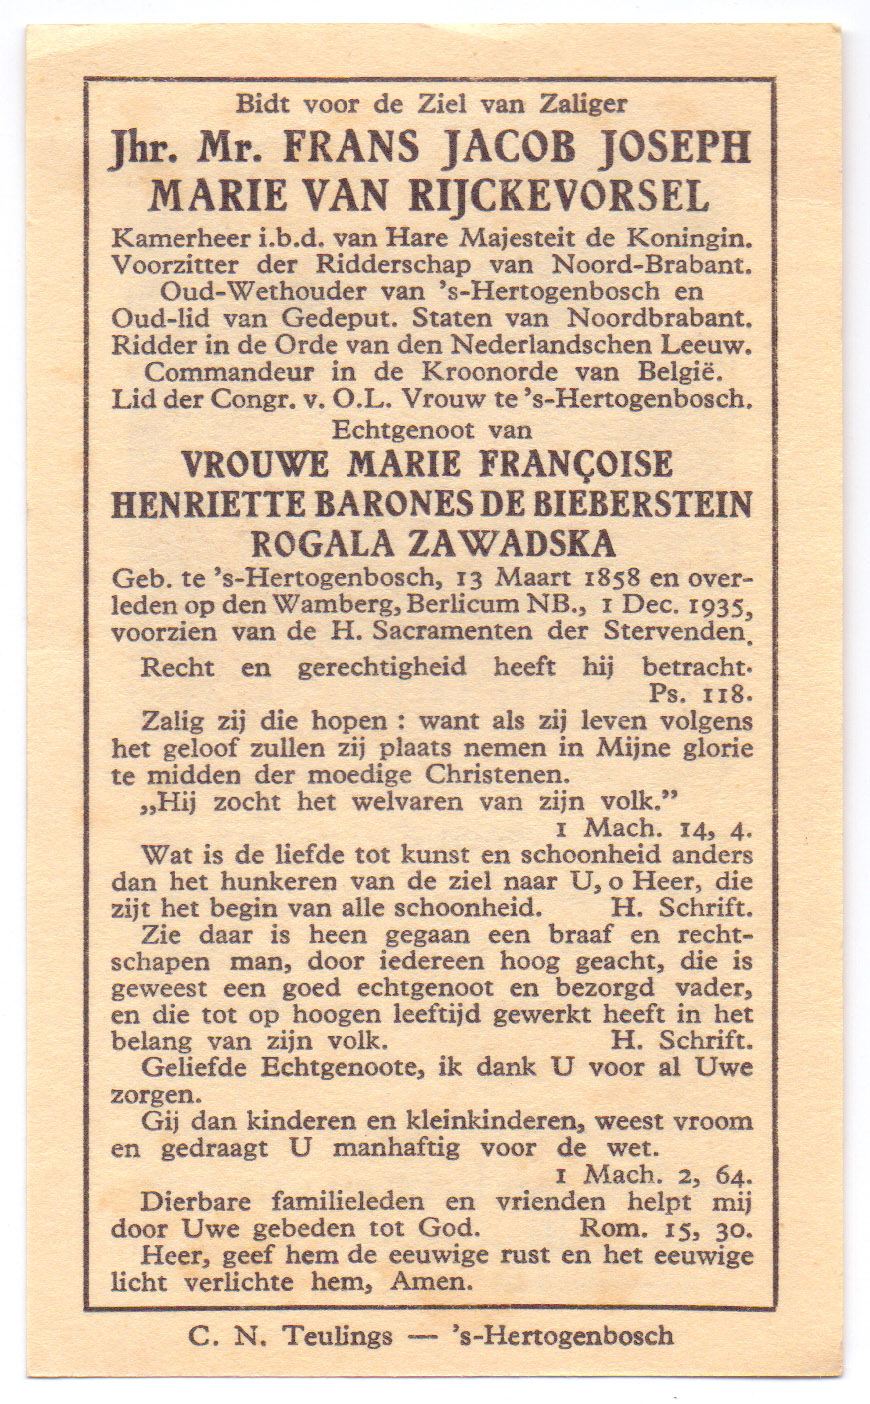 Bidt voor de Ziel van Zaliger
Jhr. Mr. FRANS JACOB JOSEPH
MARIE VAN RIJCKEVORSEL
Kamerheer i.b.d. van Hare Majesteit de Koningin.
Voorzitter der Ridderschap van Noord-Brabant.
Oud-Wethouder van 's-Hertogenbosch en
Oud-lid van Gedeput. Staten van Noordbrabant.
Ridder in de Orde van den Nederlandschen Leeuw.
Commandeur in de Kroonorde van België.
Lid der Congr. v. O.L. Vrouw te 's-Hertogenbosch.
Echtgenoot van
VROUWE MARIE FRANÇOISE
HENRIETTE BARONES DE BIEBERSTEIN
ROGALA ZAWADSKA
Geb. te 's-Hertogenbosch, 13 Maart 1858 en over-
leden op den Wamberg, Berlicum NB., 1 Dec. 1935,
voorzien van de H. Sacramenten der Stervenden.
Recht en gerechtigheid heeft hij betracht.
Ps. 118.
Zalig zij die hopen : want als zij leven volgens
het geloof zullen zij plaats nemen in Mijne glorie
te midden der moedige Christenen.
„Hij zocht het welvaren van zijn volk.”
1 Mach. 14, 4.
Wat is de liefde tot kunst en schoonheid anders
dan het hunkeren van de ziel naar U, o Heer, die
zijt het begin van alle schoonheid. H. Schrift.
Zie daar is heen gegaan een braaf en recht-
schapen man, door iedereen hoog geacht, die is
geweest een goed echtgenoot en bezorgd vader,
en die tot op hoogen leeftijd gewerkt heeft in het
belang van zijn volk. H. Schrift.
Geliefde Echtgenoote, ik dank U voor al Uwe
zorgen.
Gij dan kinderen en kleinkinderen, weest vroom
en gedraagt U manhaftig voor de wet.
1 Mach. 2, 64.
Dierbare familieleden en vrienden helpt mij
door Uwe gebeden tot God. Rom. 15, 30.
Heer, geef hem de eeuwige rust en het eeuwige
licht verlichte hem, Amen.
C. N. Teulings — 's-Hertogenbosch